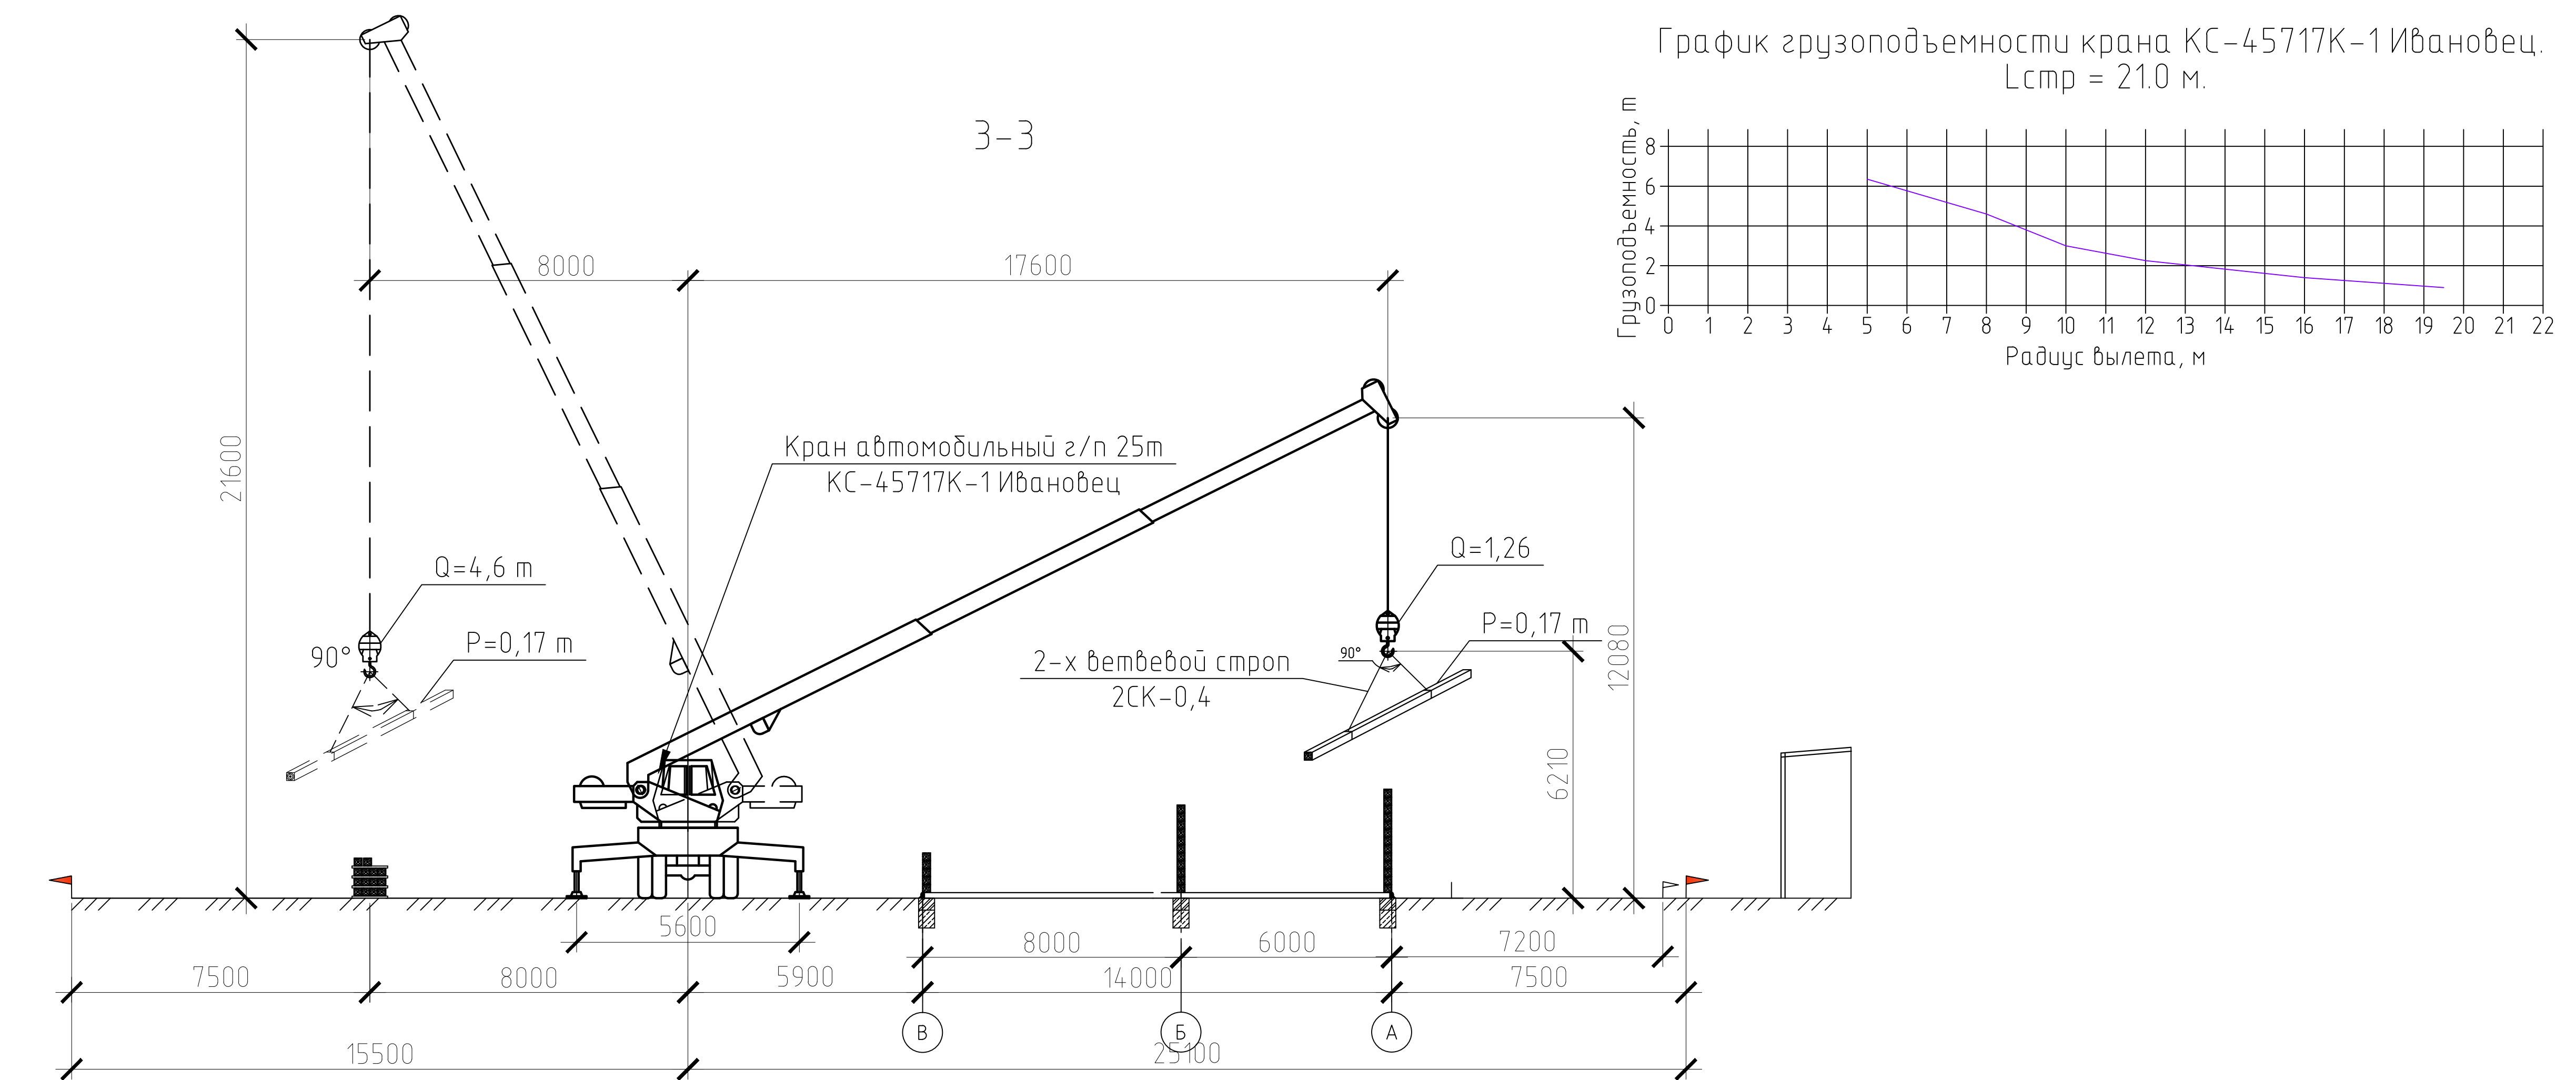 График грузоподъемности крана КС-45717К-1 Ивановец.
Lстр = 21.0 м.
Грузоподъемность, т
8
6
4
2
0
0 1 2 3 4 5 6 7 8 9 10 11 12 13 14 15 16 17 18 19 20 21 22
Радиус вылета, м
3-3
8000
17600
21600
Кран автомобильный г/п 25т
КС-45717К-1 Ивановец
Q=4,6 т
P=0,17 т
90°
Q=1,26
P=0,17 т
90°
2-х ветвевой строп
2СК-0,4
12080
6210
5600
8000
6000
7200
7500
8000
5900
14000
7500
В
Б
А
15500
25100